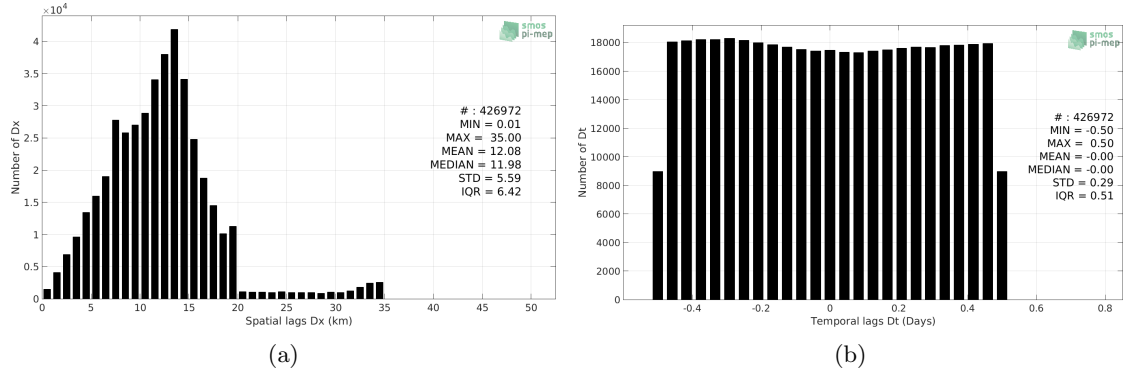 ×10⁴
4
3.5
3
2.5
2
1.5
1
0.5
0
Number of Dx
smos
pi-mep
# : 426972
MIN = 0.01
MAX = 35.00
MEAN = 12.08
MEDIAN = 11.98
STD = 5.59
IQR = 6.42
0 5 10 15 20 25 30 35 40 45 50
Spatial lags Dx (km)
(a)
18000
16000
14000
12000
10000
8000
6000
4000
2000
0
Number of Dt
smos
pi-mep
# : 426972
MIN = -0.50
MAX = 0.50
MEAN = -0.00
MEDIAN = -0.00
STD = 0.29
IQR = 0.51
-0.4 -0.2 0 0.2 0.4 0.6 0.8
Temporal lags Dt (Days)
(b)